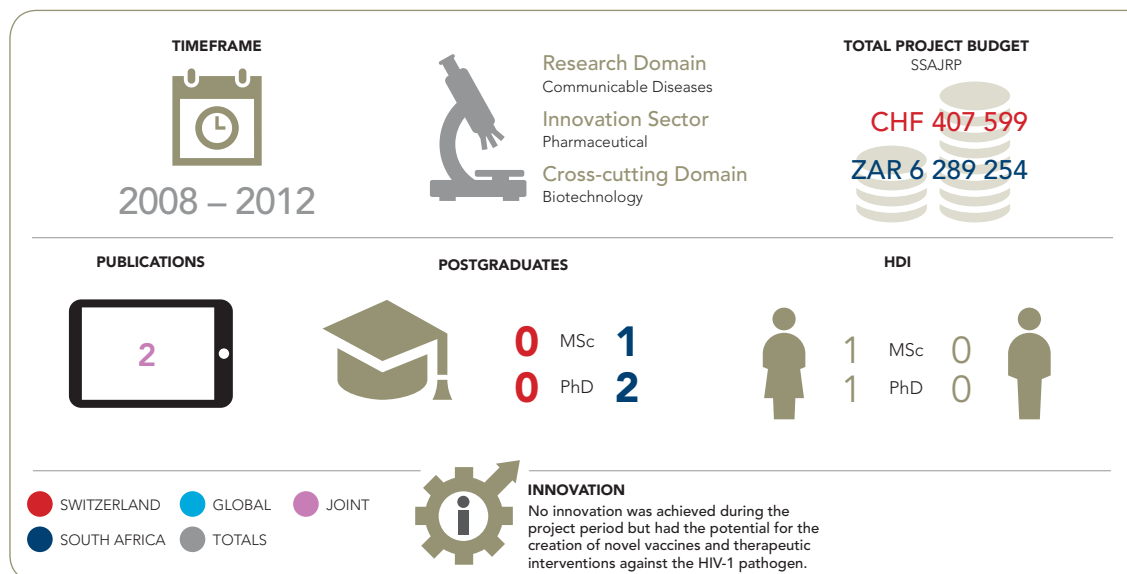 TIMEFRAME
2008 – 2012
Research Domain
Communicable Diseases
Innovation Sector
Pharmaceutical
Cross-cutting Domain
Biotechnology
TOTAL PROJECT BUDGET
SSAJRP
CHF 407 599
ZAR 6 289 254
PUBLICATIONS
2
POSTGRADUATES
0 MSc 1
0 PhD 2
HDI
1 MSc 0
1 PhD 0
SWITZERLAND
GLOBAL
JOINT
SOUTH AFRICA
TOTALS
i
INNOVATION
No innovation was achieved during the
project period but had the potential for the
creation of novel vaccines and therapeutic
interventions against the HIV-1 pathogen.